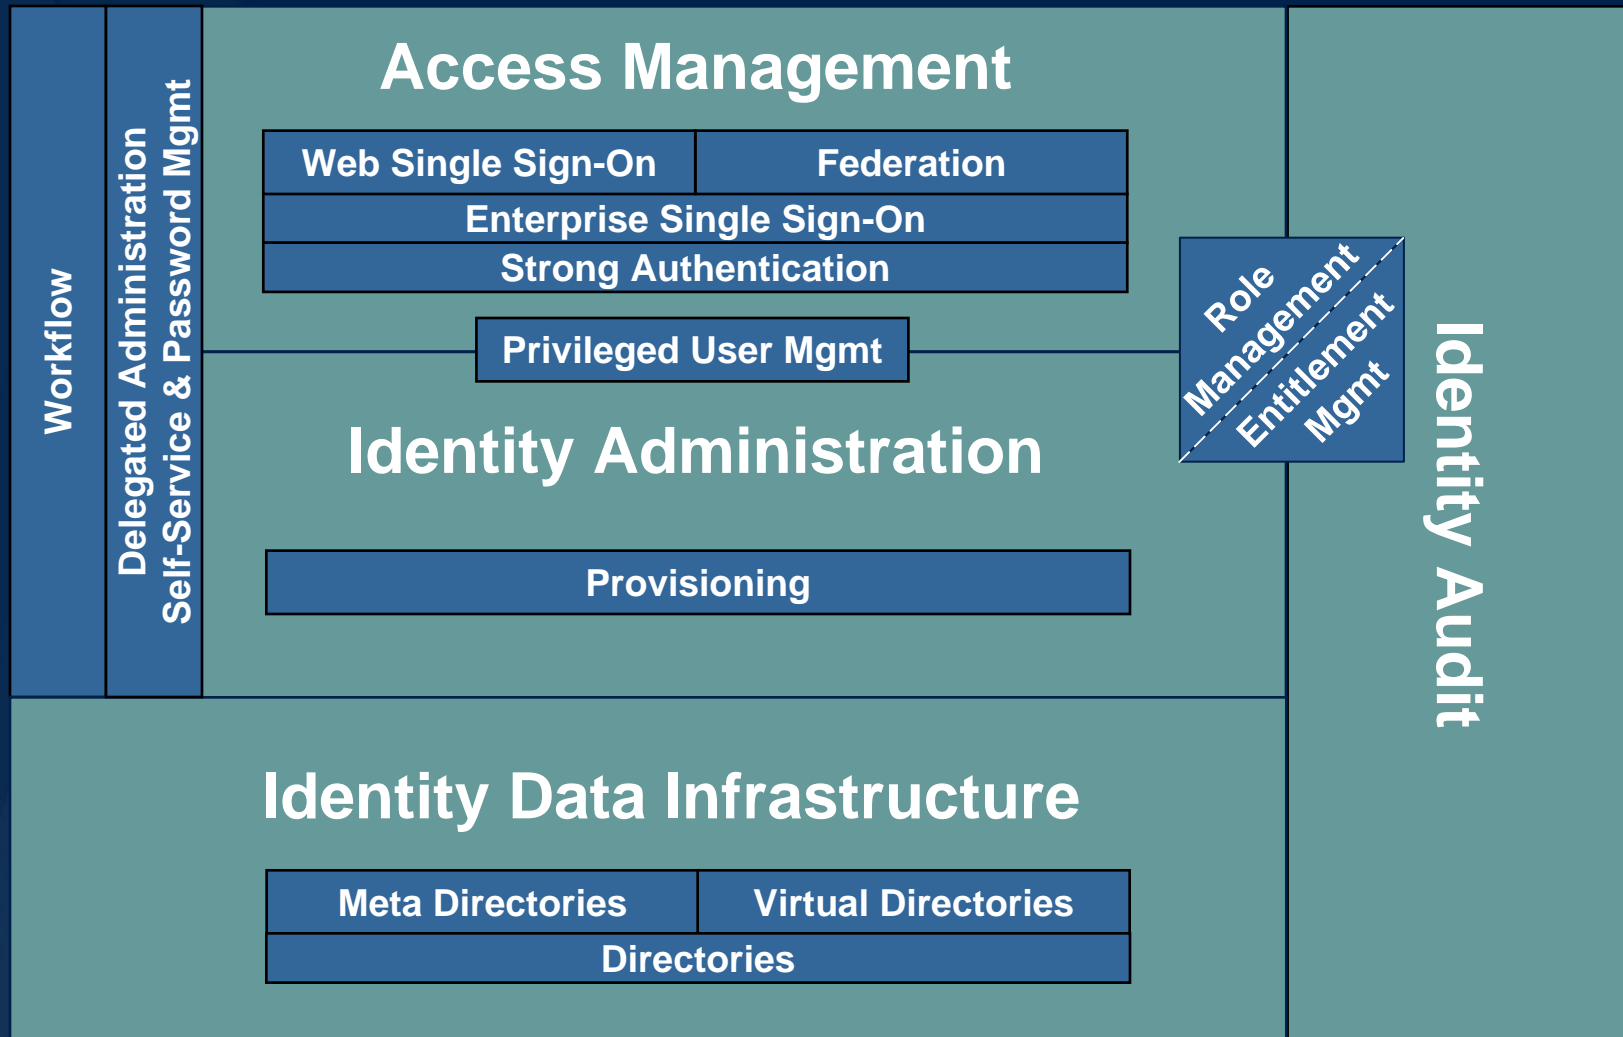 Access Management
Web Single Sign-On
Federation
Enterprise Single Sign-On
Strong Authentication
Workflow
Delegated Administration
Self-Service & Password Mgmt
Privileged User Mgmt
Role
Management
Entitlement
Mgmt
Identity Administration
Provisioning
Identity Audit
Identity Data Infrastructure
Meta Directories
Virtual Directories
Directories